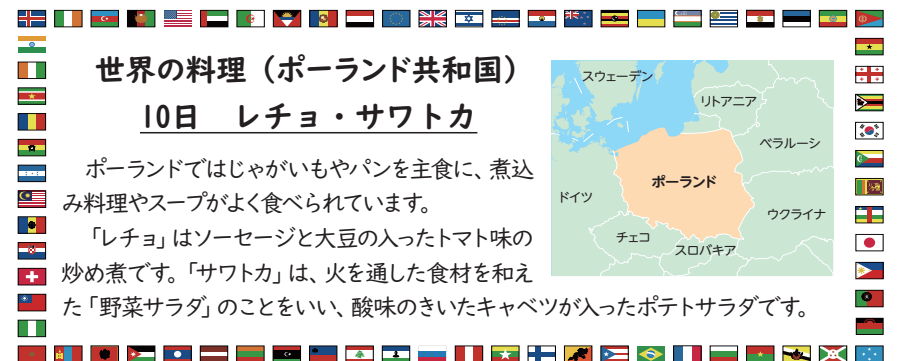 世界の料理（ポーランド共和国）
10日　レチョ・サワトカ
ポーランドではじゃがいもやパンを主食に、煮込
み料理やスープがよく食べられています。
「レチョ」はソーセージと大豆の入ったトマト味の
炒め煮です。「サワトカ」は、火を通した食材を和え
た「野菜サラダ」のことをいい、酸味のきいたキャベツが入ったポテトサラダです。
スウェーデン
リトアニア
ベラルーシ
ポーランド
ドイツ
ウクライナ
チェコ
スロバキア